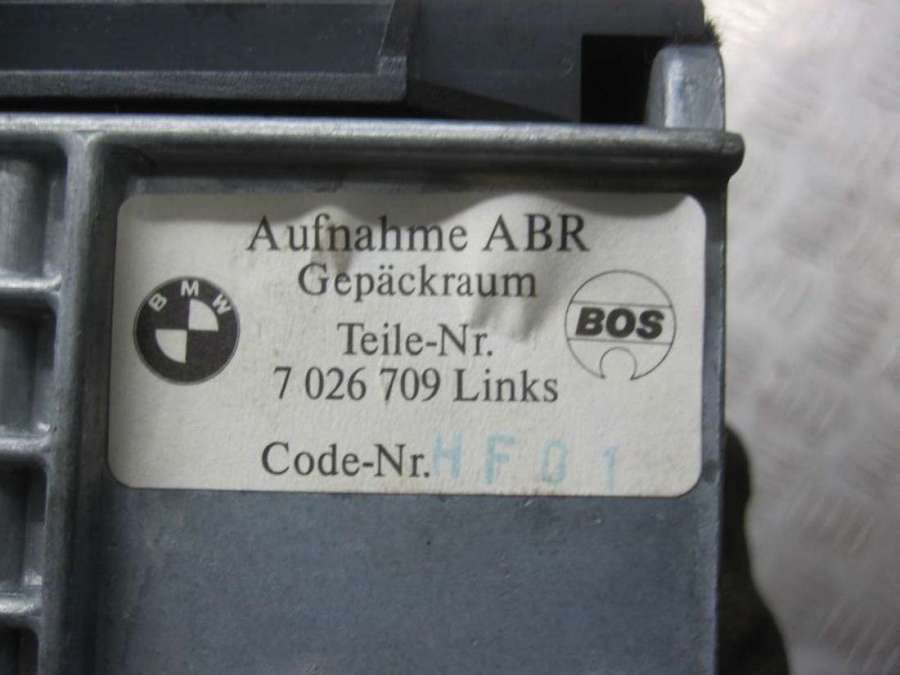 Aufnahme ABR
Gepäckraum
BMW
BOS
Teile-Nr.
7 026 709 Links
Code-Nr. HF01